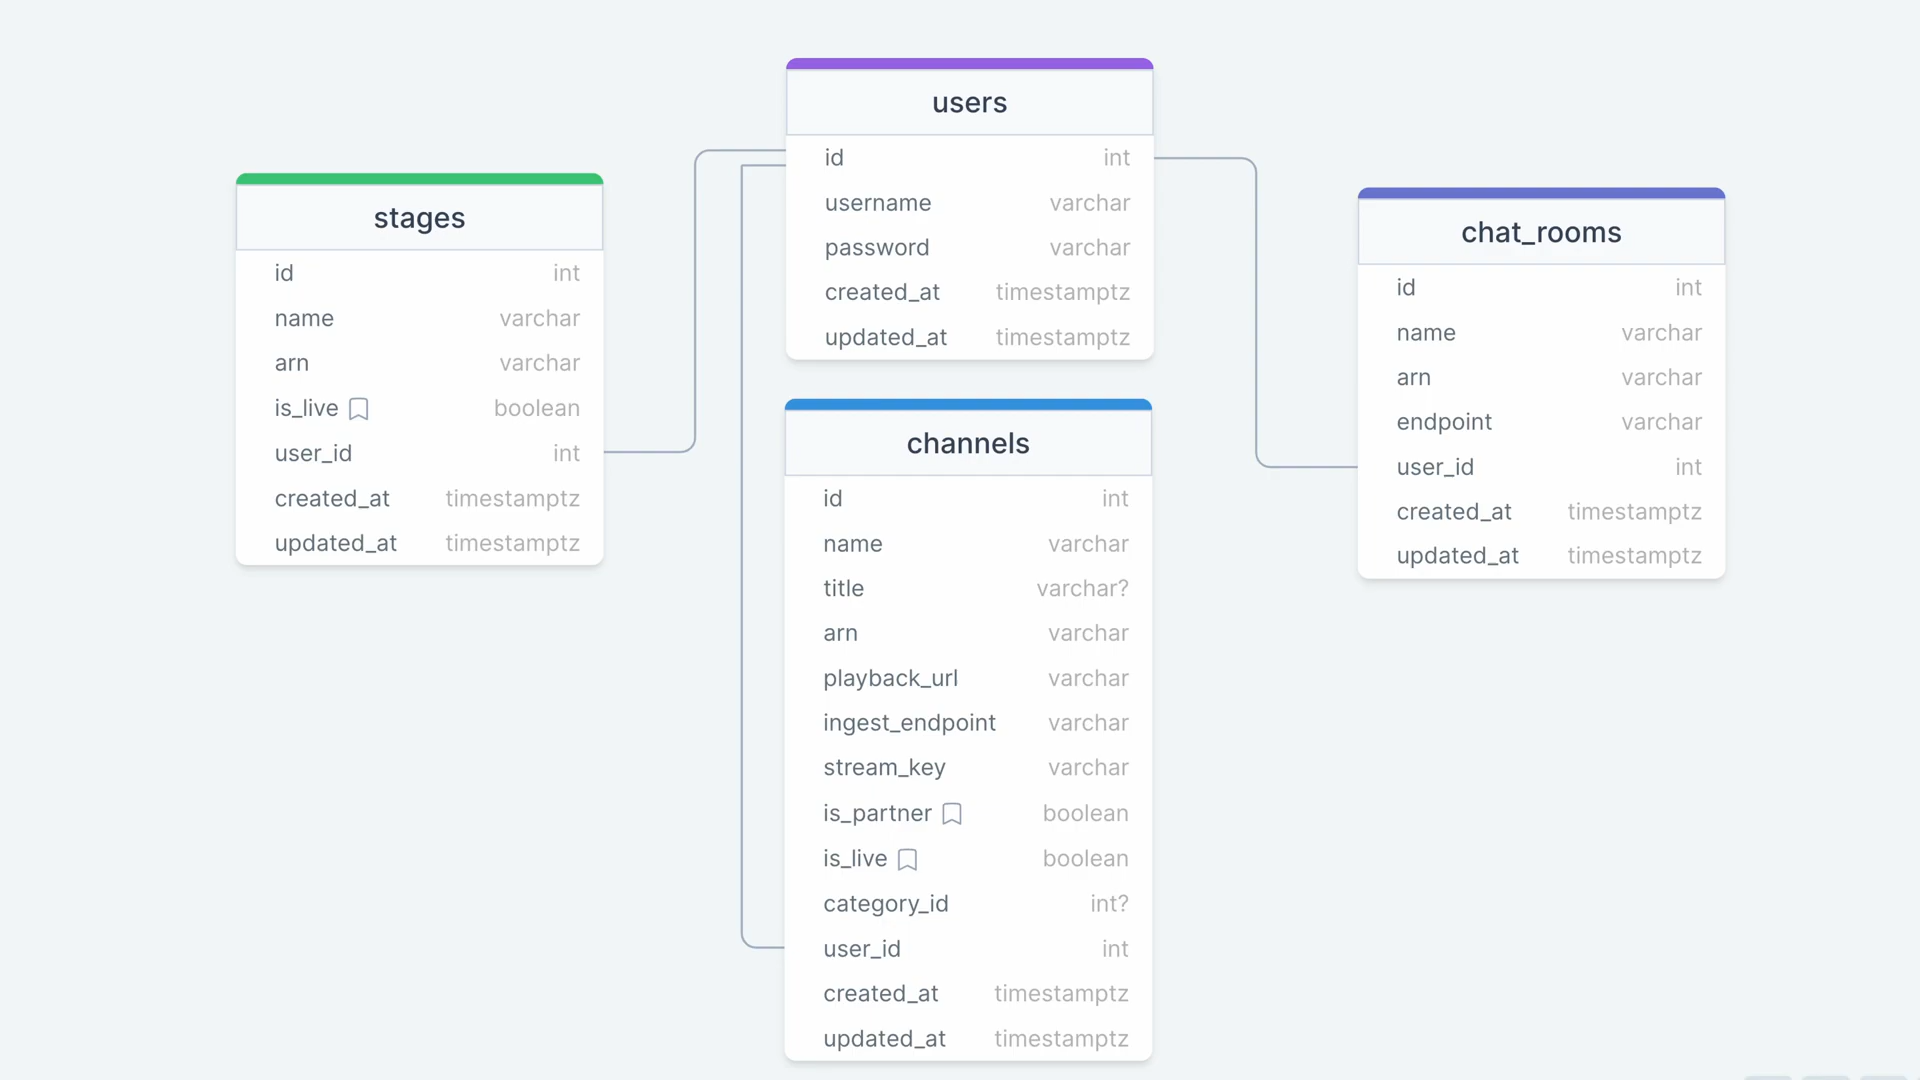 users
id int
username varchar
password varchar
created_at timestamptz
updated_at timestamptz
stages
id int
name varchar
arn varchar
is_live boolean
user_id int
created_at timestamptz
updated_at timestamptz
chat_rooms
id int
name varchar
arn varchar
endpoint varchar
user_id int
created_at timestamptz
updated_at timestamptz
channels
id int
name varchar
title varchar?
arn varchar
playback_url varchar
ingest_endpoint varchar
stream_key varchar
is_partner boolean
is_live boolean
category_id int?
user_id int
created_at timestamptz
updated_at timestamptz